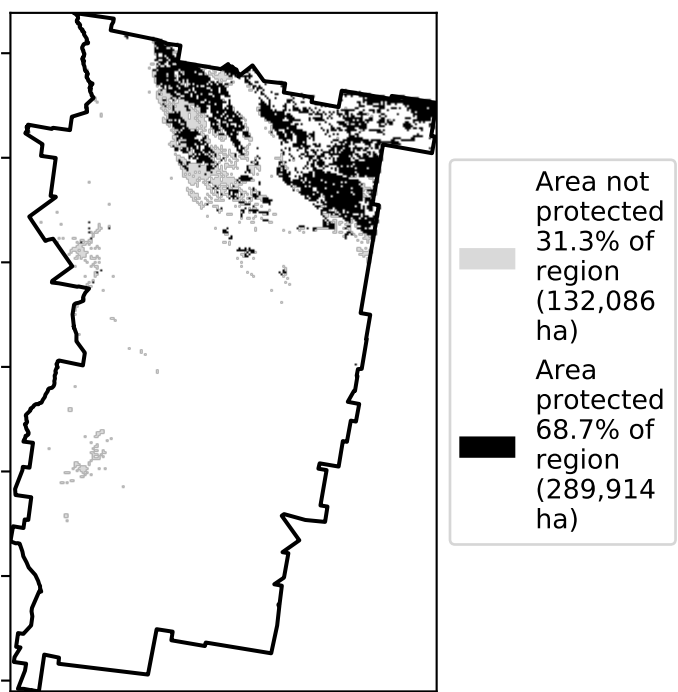 Area not
protected
31.3% of
region
(132,086
ha)
Area
protected
68.7% of
region
(289,914
ha)